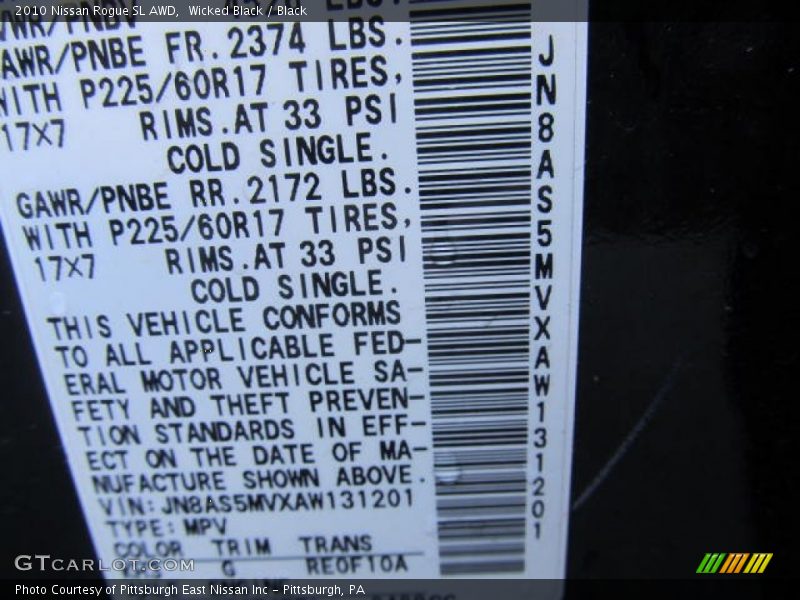 2010 Nissan Rogue SL AWD,  Wicked Black / Black
GAWR/PNBE FR.2374 LBS.
WITH P225/60R17 TIRES,
17X7 RIMS.AT 33 PSI
COLD SINGLE.
GAWR/PNBE RR.2172 LBS.
WITH P225/60R17 TIRES,
17X7 RIMS.AT 33 PSI
COLD SINGLE.
THIS VEHICLE CONFORMS
TO ALL APPLICABLE FED-
ERAL MOTOR VEHICLE SA-
FETY AND THEFT PREVEN-
TION STANDARDS IN EFF-
ECT ON THE DATE OF MA-
NUFACTURE SHOWN ABOVE.
VIN:JN8AS5MVXAW131201
TYPE:MPV
COLOR TRIM TRANS
G RE0F10A
JN8AS5MVXAW131201
GTCARLOT.COM
Photo Courtesy of Pittsburgh East Nissan Inc - Pittsburgh, PA